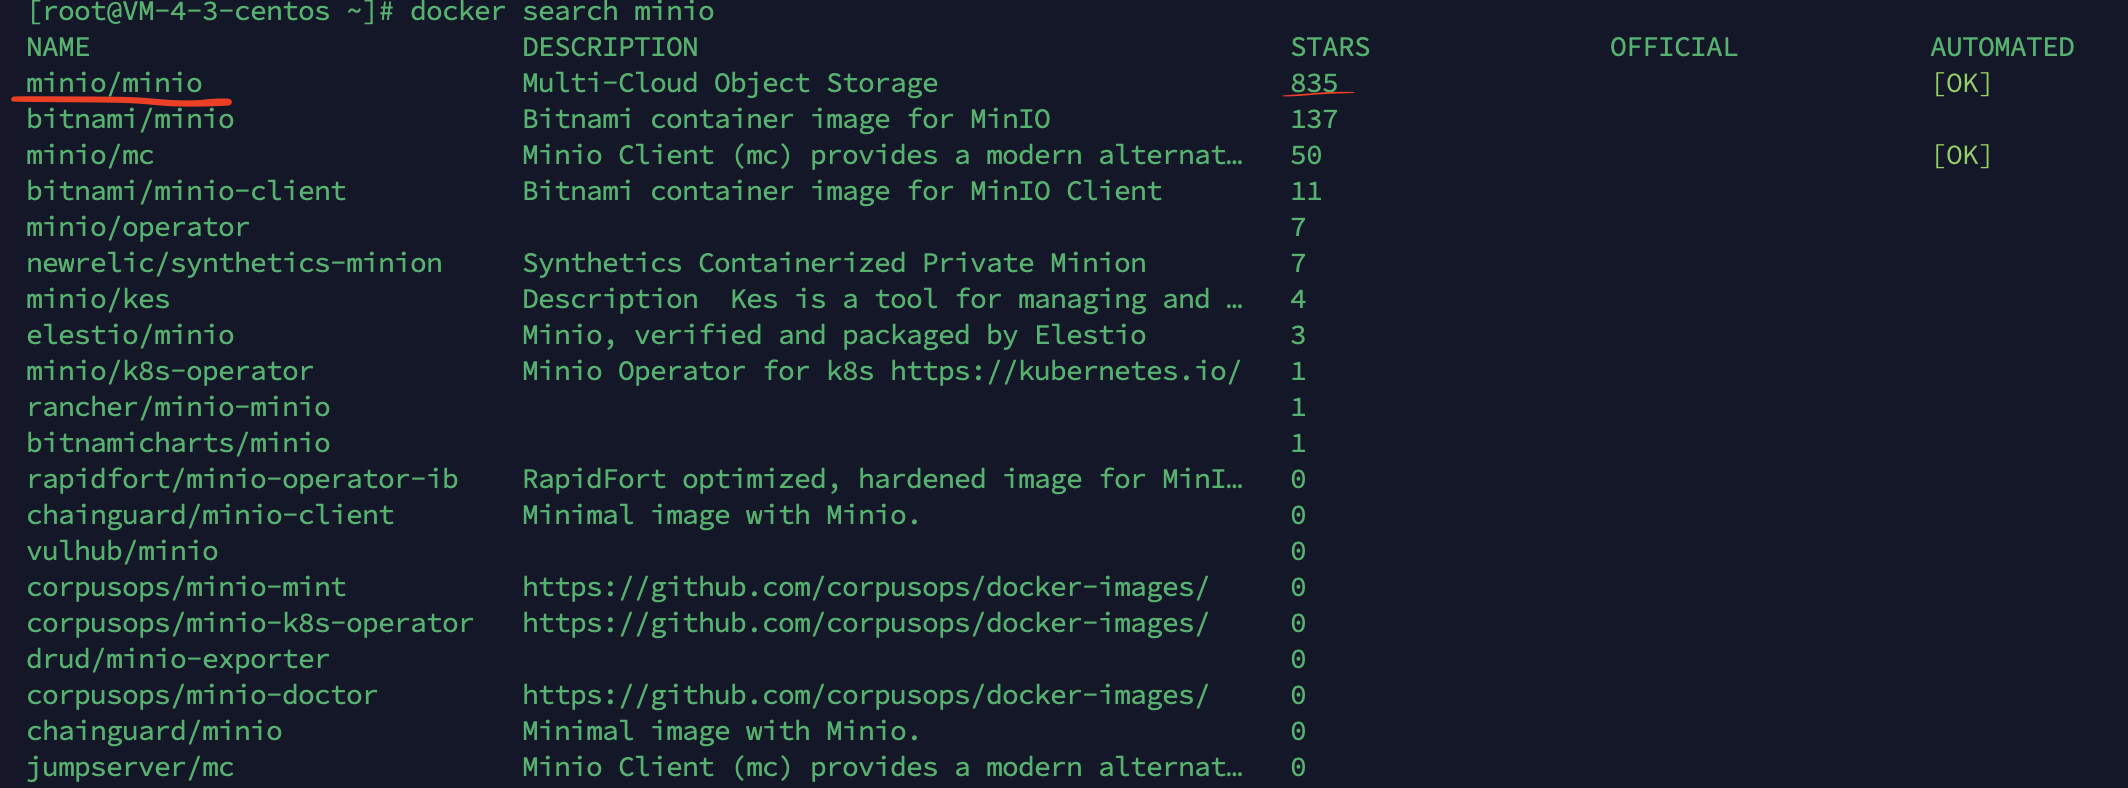 [root@VM-4-3-centos ~]# docker search minio
NAME DESCRIPTION STARS OFFICIAL AUTOMATED
minio/minio Multi-Cloud Object Storage 835 [OK]
bitnami/minio Bitnami container image for MinIO 137
minio/mc Minio Client (mc) provides a modern alternat… 50 [OK]
bitnami/minio-client Bitnami container image for MinIO Client 11
minio/operator 7
newrelic/synthetics-minion Synthetics Containerized Private Minion 7
minio/kes Description  Kes is a tool for managing and … 4
elestio/minio Minio, verified and packaged by Elestio 3
minio/k8s-operator Minio Operator for k8s https://kubernetes.io/ 1
rancher/minio-minio 1
bitnamicharts/minio 1
rapidfort/minio-operator-ib RapidFort optimized, hardened image for MinI… 0
chainguard/minio-client Minimal image with Minio. 0
vulhub/minio 0
corpusops/minio-mint https://github.com/corpusops/docker-images/ 0
corpusops/minio-k8s-operator https://github.com/corpusops/docker-images/ 0
drud/minio-exporter 0
corpusops/minio-doctor https://github.com/corpusops/docker-images/ 0
chainguard/minio Minimal image with Minio. 0
jumpserver/mc Minio Client (mc) provides a modern alternat… 0